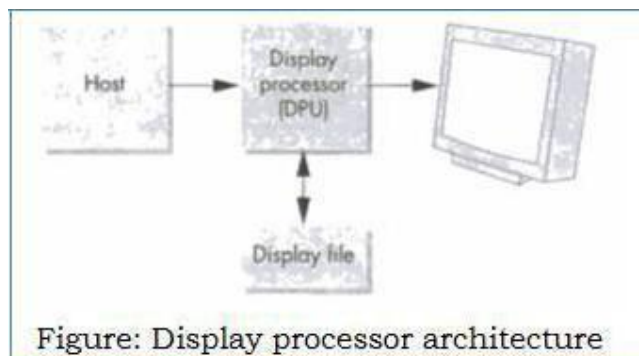 Host
Display
processor
(DPU)
Display file
Figure: Display processor architecture